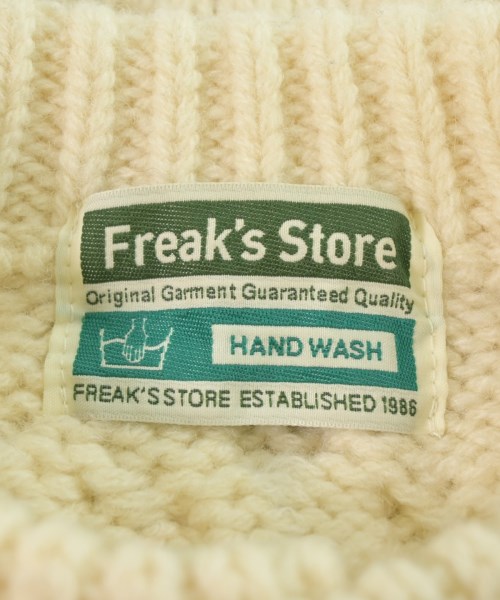 Freak's Store
Original Garment Guaranteed Quality
HAND WASH
FREAK'S STORE ESTABLISHED 1986